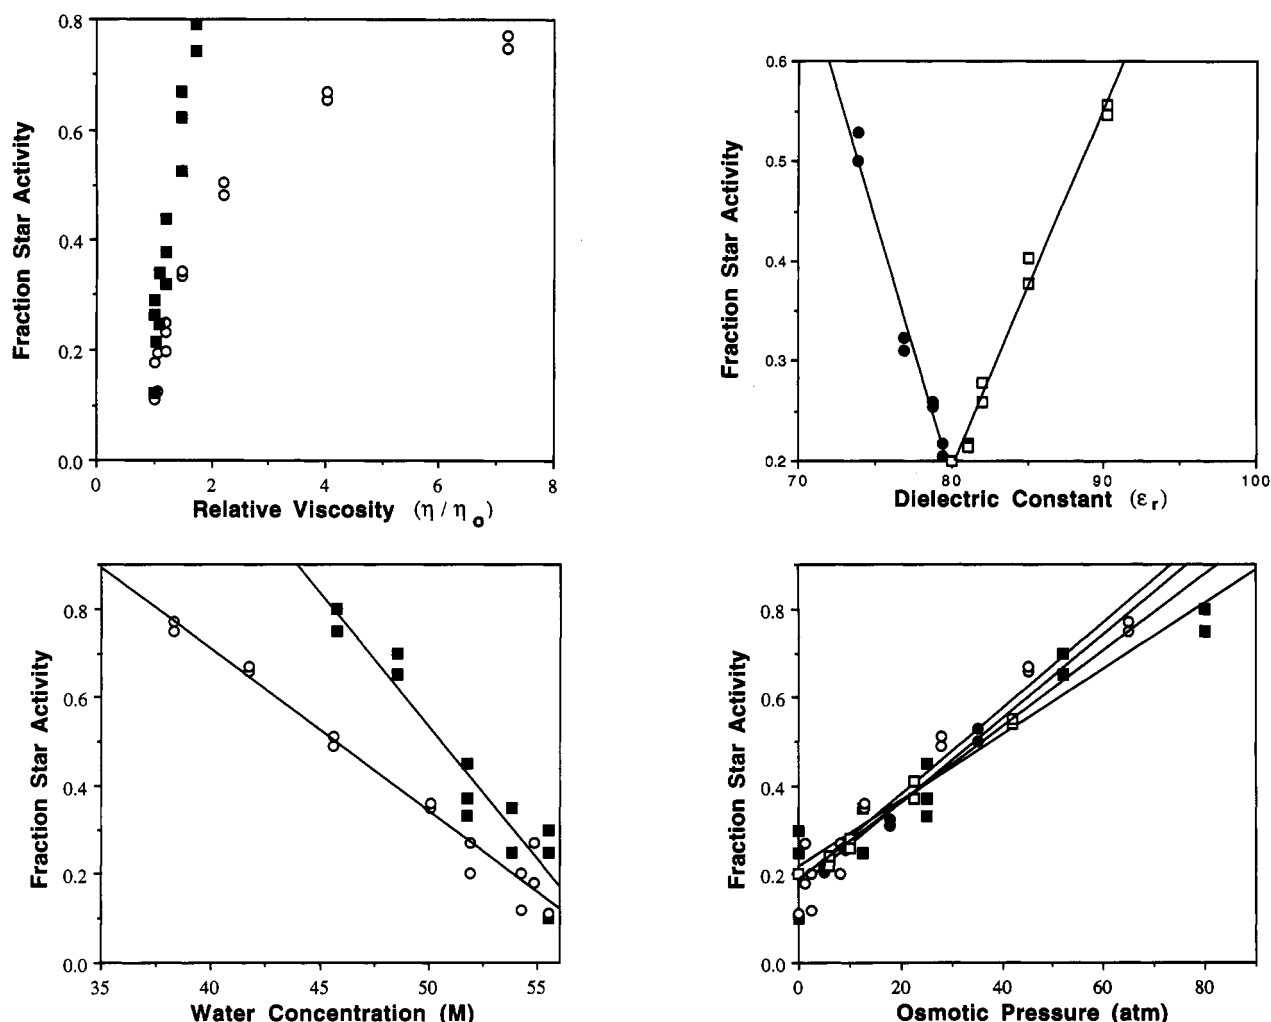 0.8
0.6
0.4
0.2
0.0
Fraction Star Activity
0 2 4 6 8
Relative Viscosity (η / ηo)
0.6
0.5
0.4
0.3
0.2
Fraction Star Activity
70 80 90 100
Dielectric Constant (εr)
0.8
0.6
0.4
0.2
0.0
Fraction Star Activity
35 40 45 50 55
Water Concentration (M)
0.8
0.6
0.4
0.2
0.0
Fraction Star Activity
0 20 40 60 80
Osmotic Pressure (atm)